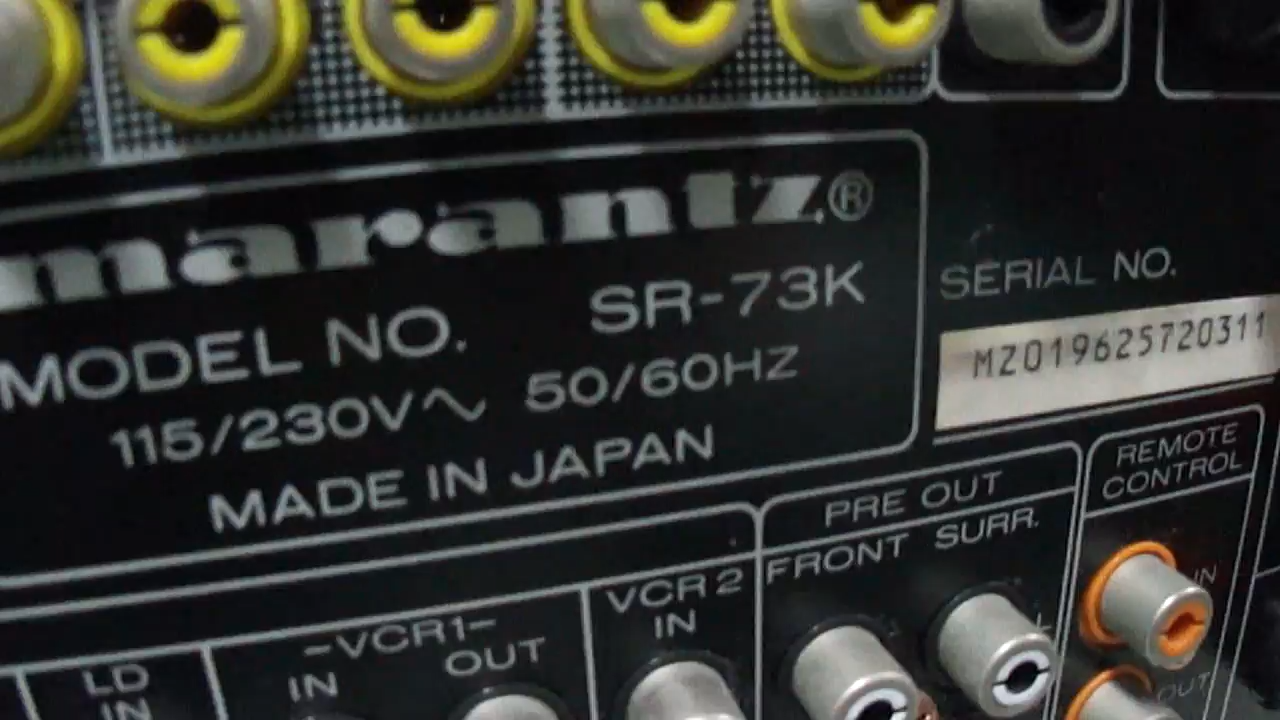 marantz®
MODEL NO. SR-73K
115/230V~ 50/60HZ
MADE IN JAPAN
SERIAL NO.
MZ019625720311
REMOTE
CONTROL
IN
OUT
PRE OUT
FRONT SURR.
L
VCR 2
IN
-VCR1-
IN OUT
LD
IN